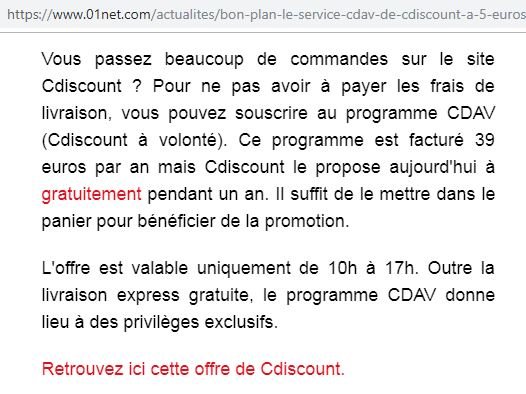 https://www.01net.com/actualites/bon-plan-le-service-cdav-de-cdiscount-a-5-euros
Vous passez beaucoup de commandes sur le site
Cdiscount ? Pour ne pas avoir à payer les frais de
livraison, vous pouvez souscrire au programme CDAV
(Cdiscount à volonté). Ce programme est facturé 39
euros par an mais Cdiscount le propose aujourd'hui à
gratuitement pendant un an. Il suffit de le mettre dans le
panier pour bénéficier de la promotion.
L'offre est valable uniquement de 10h à 17h. Outre la
livraison express gratuite, le programme CDAV donne
lieu à des privilèges exclusifs.
Retrouvez ici cette offre de Cdiscount.